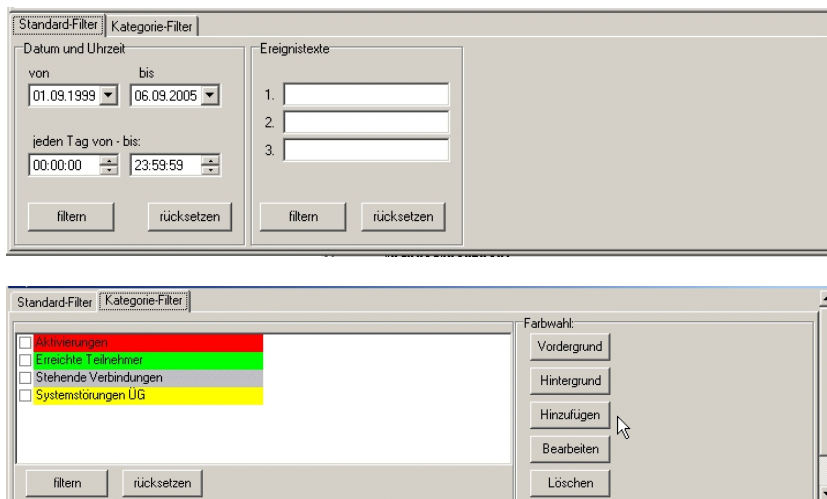 Standard-Filter Kategorie-Filter
Datum und Uhrzeit
von bis
01.09.1999 06.09.2005
jeden Tag von - bis:
00:00:00 23:59:59
filtern rücksetzen
Ereignistexte
1.
2.
3.
filtern rücksetzen
Standard-Filter Kategorie-Filter
Aktivierungen
Erreichte Teilnehmer
Stehende Verbindungen
Systemstörungen ÜG
filtern rücksetzen
Farbwahl:
Vordergrund
Hintergrund
Hinzufügen
Bearbeiten
Löschen